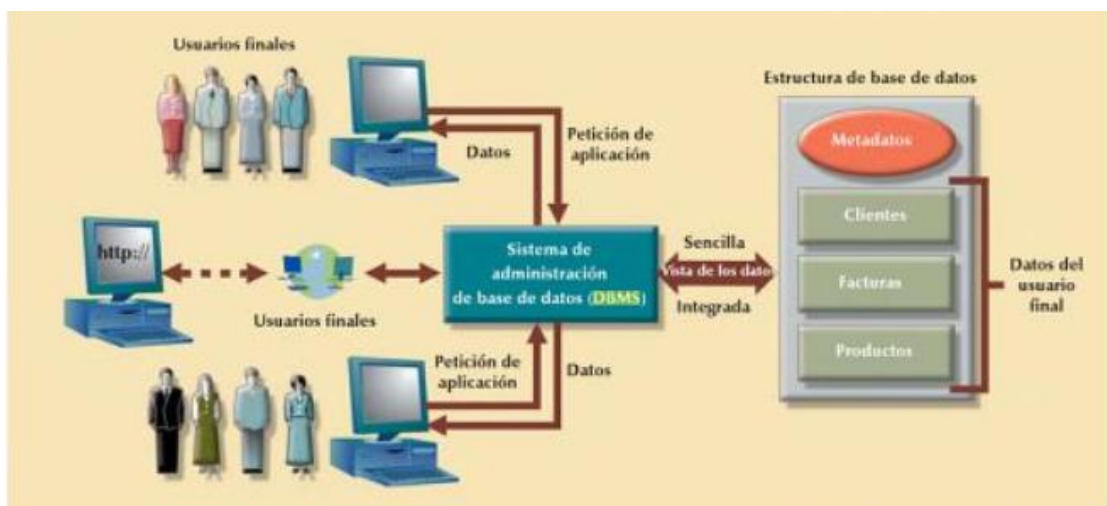 Usuarios finales
Datos
Petición de
aplicación
http://
Usuarios finales
Sistema de
administración
de base de datos (DBMS)
Petición de
aplicación
Datos
Sencilla
Vista de los datos
Integrada
Estructura de base de datos
Metadatos
Clientes
Facturas
Productos
Datos del
usuario
final